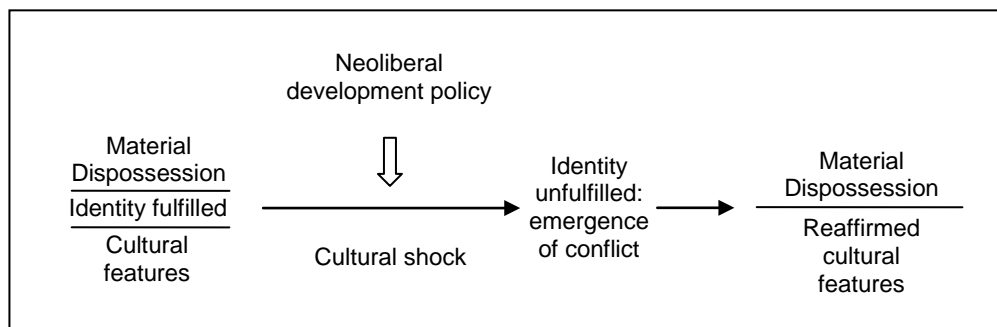 Neoliberal
development policy
Material
Dispossession
Identity fulfilled
Cultural
features
Cultural shock
Identity
unfulfilled:
emergence
of conflict
Material
Dispossession
Reaffirmed
cultural
features